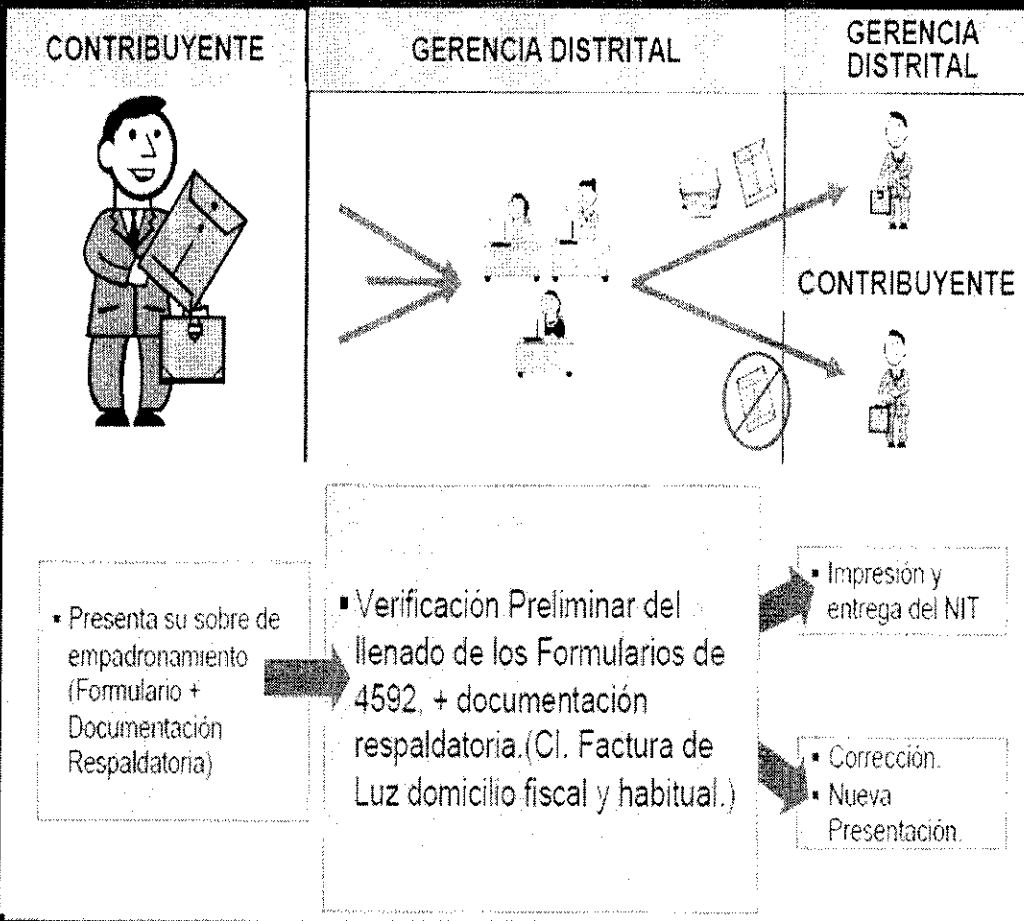 CONTRIBUYENTE
GERENCIA DISTRITAL
GERENCIA
DISTRITAL
CONTRIBUYENTE
▪ Presenta su sobre de
empadronamiento
(Formulario +
Documentación
Respaldatoria)
▪ Verificación Preliminar del
llenado de los Formularios de
4592, + documentación
respaldatoria.(CI. Factura de
Luz domicilio fiscal y habitual.)
▪ Impresión y
entrega del NIT
▪ Corrección.
▪ Nueva
Presentación.